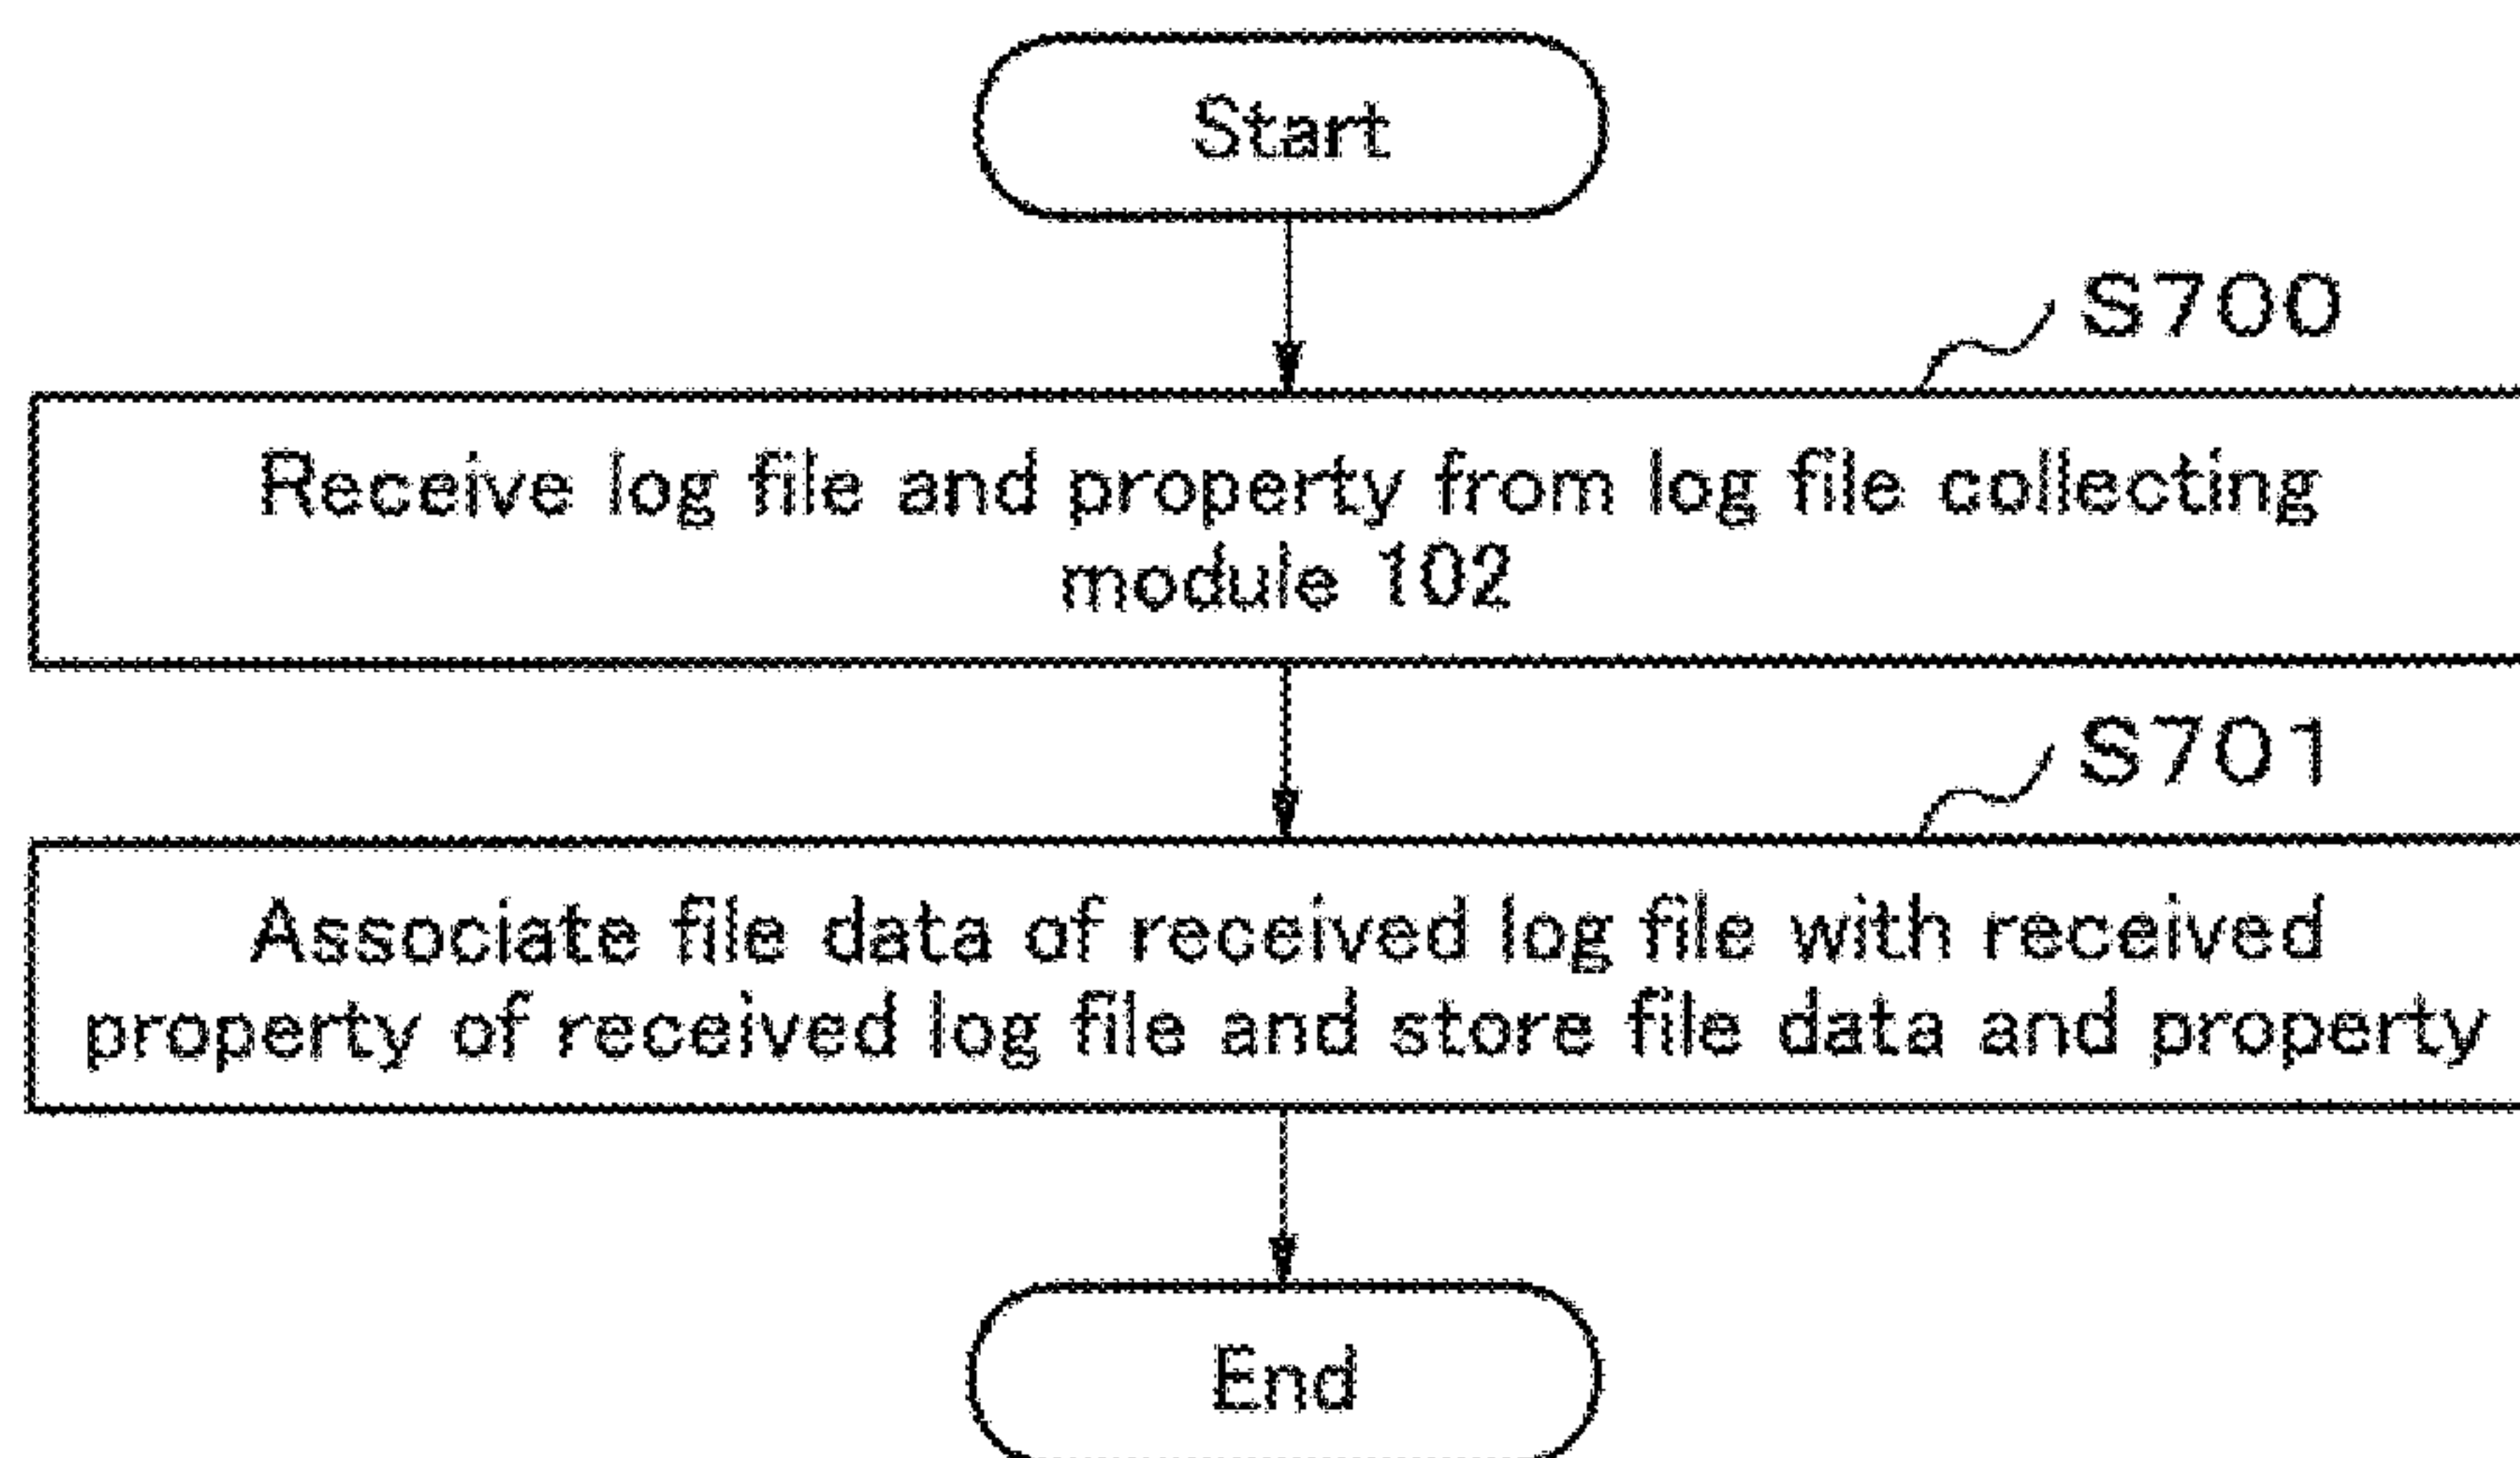 Start
S700
Receive log file and property from log file collecting
module 102
S701
Associate file data of received log file with received
property of received log file and store file data and property
End